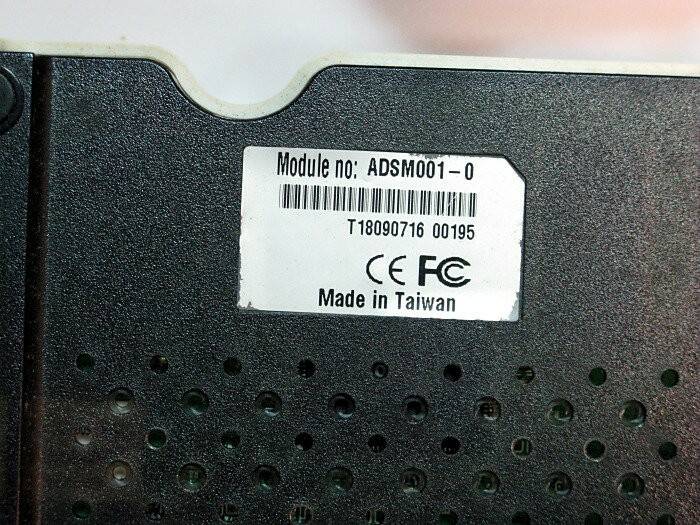 Module no: ADSM001-0
T18090716 00195
CE FC
Made in Taiwan